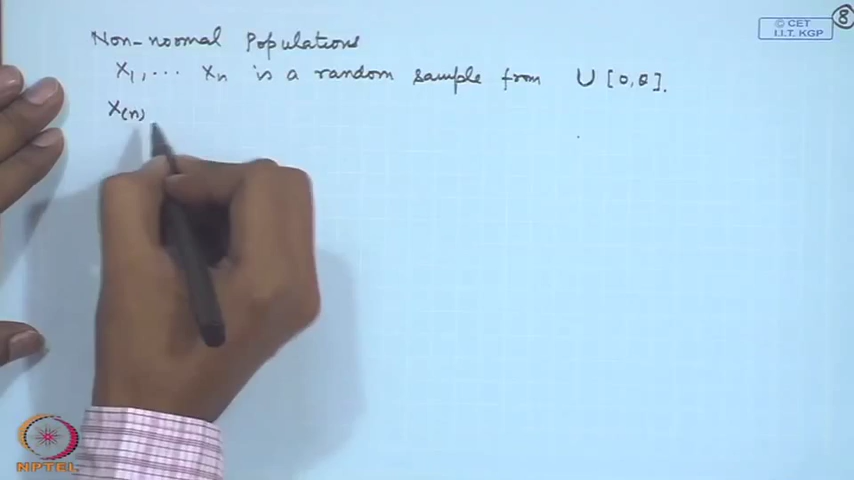 © CET
I.I.T. KGP
8
Non-normal Populations
X₁, ··· Xₙ is a random sample from U [0, θ].
X₍ₙ₎
NPTEL